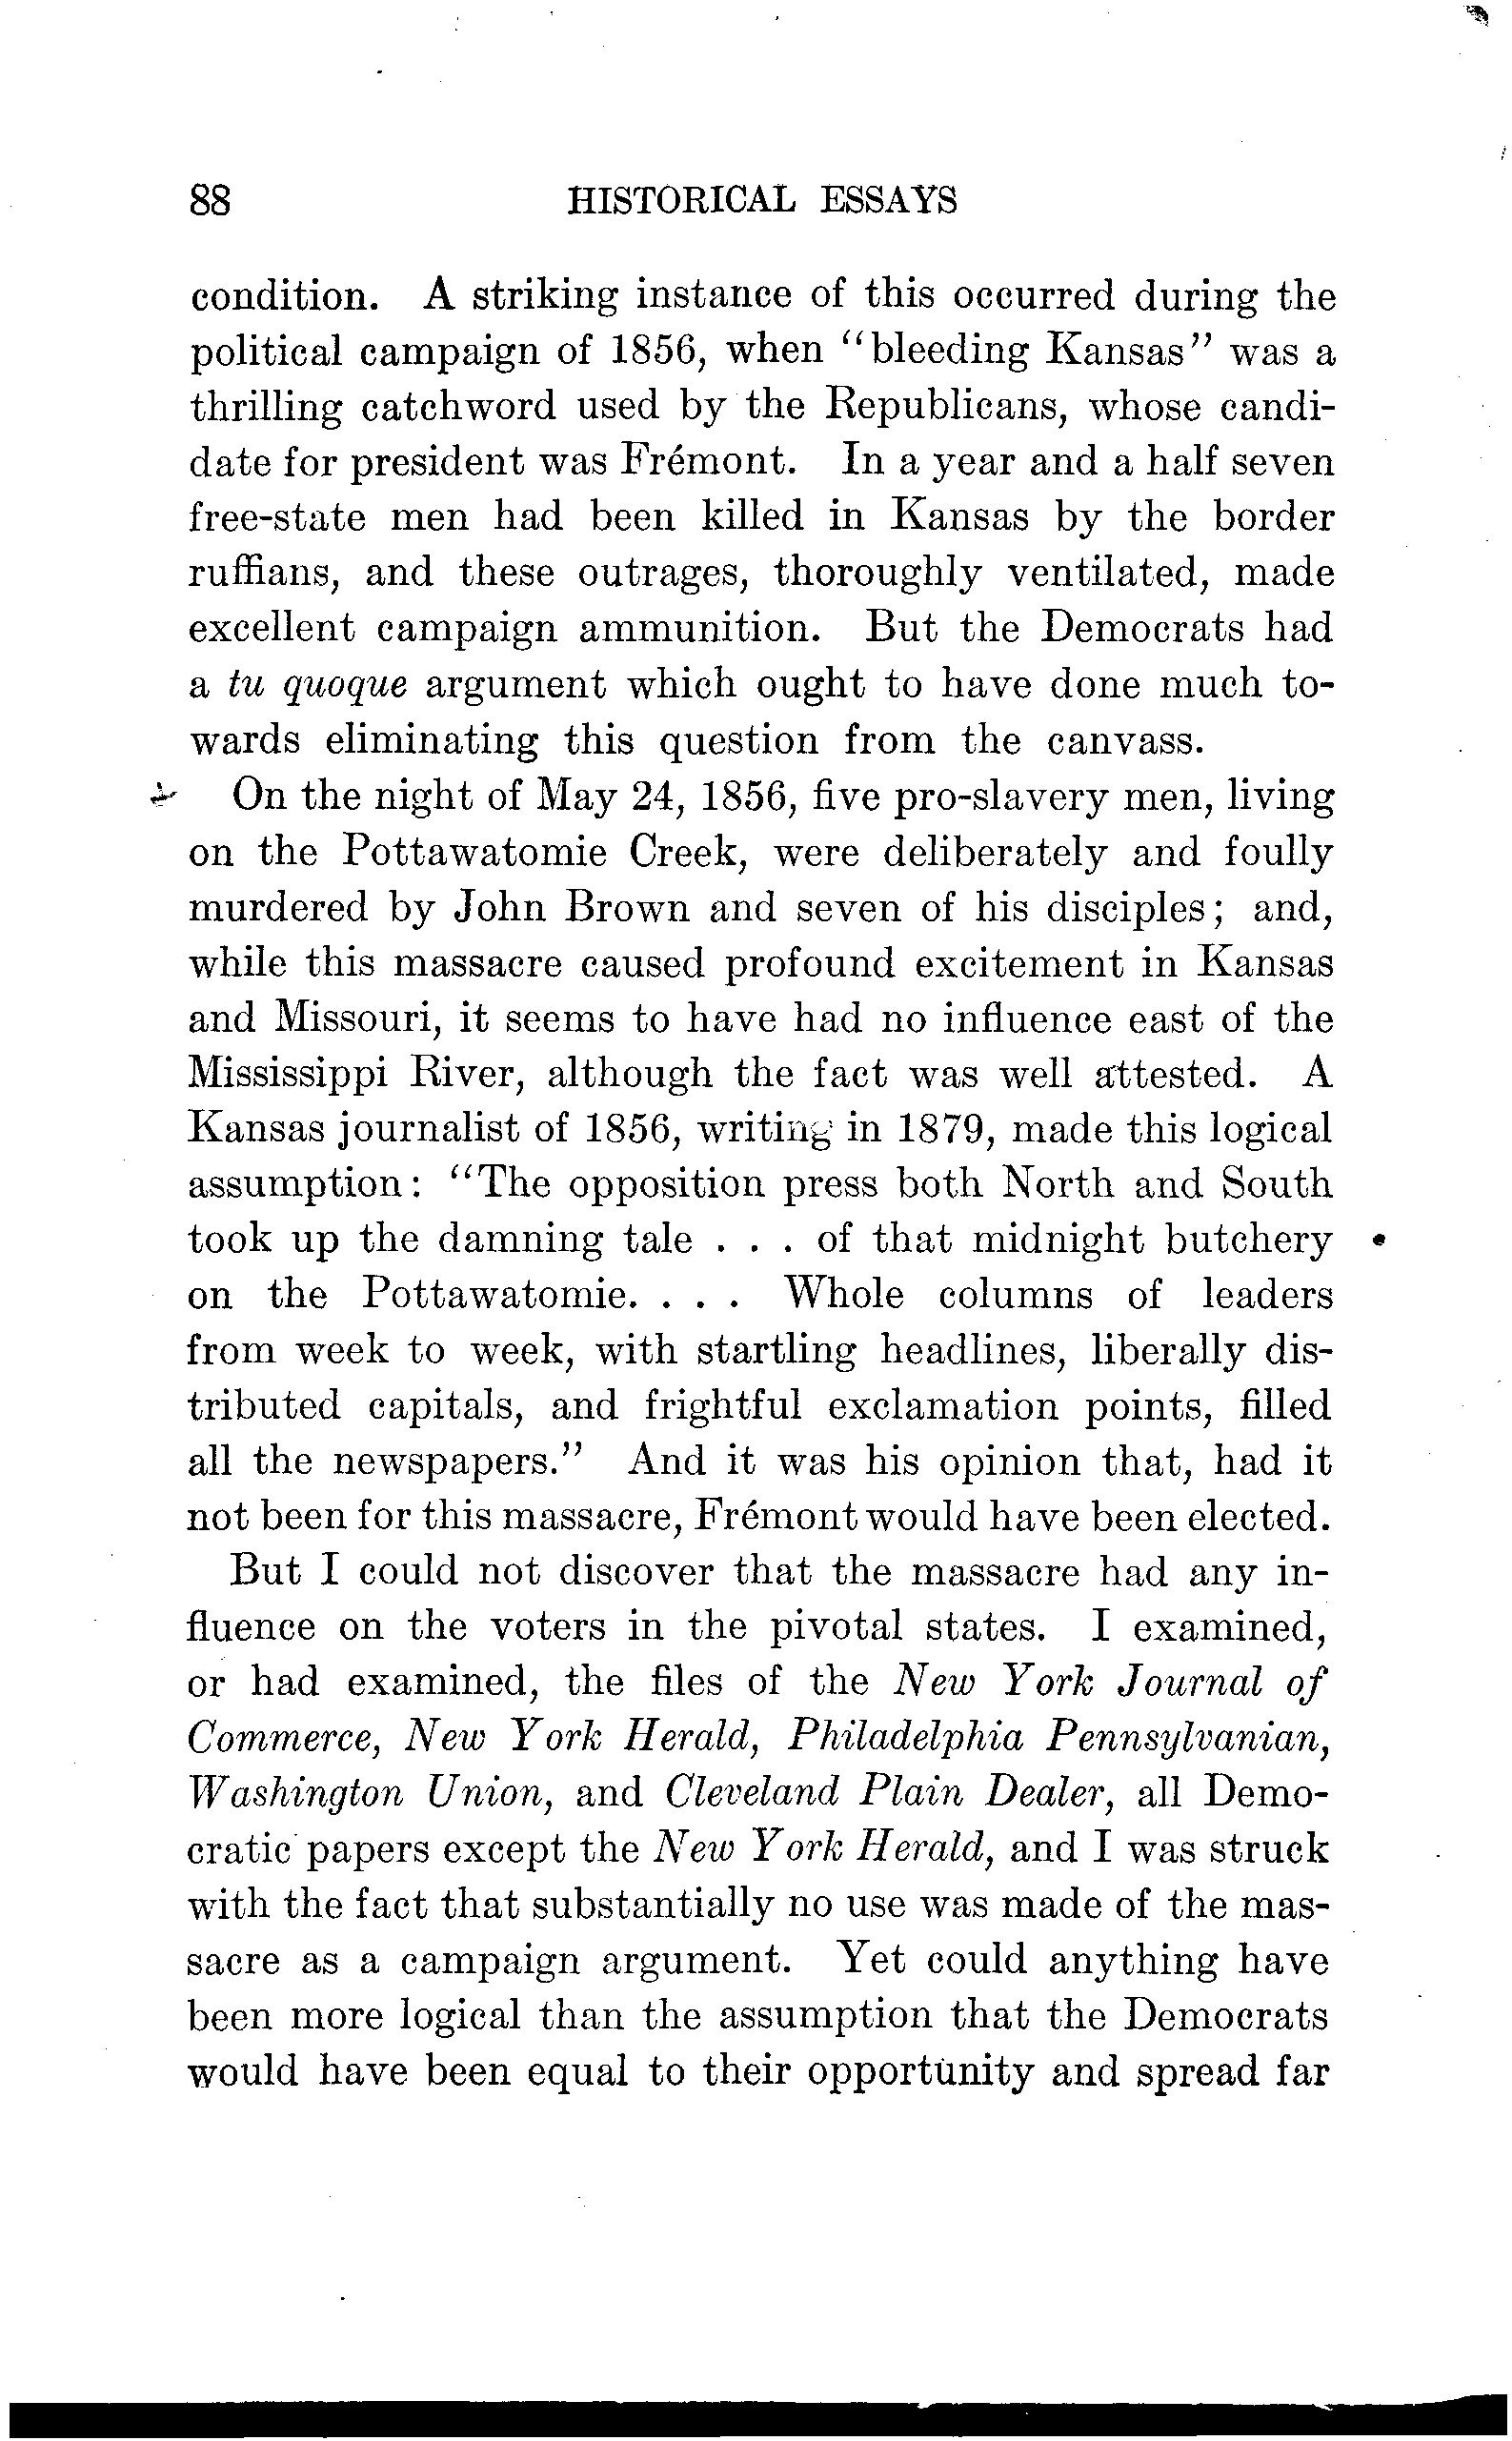 88 HISTORICAL ESSAYS
condition. A striking instance of this occurred during the
political campaign of 1856, when "bleeding Kansas" was a
thrilling catchword used by the Republicans, whose candi-
date for president was Frémont. In a year and a half seven
free-state men had been killed in Kansas by the border
ruffians, and these outrages, thoroughly ventilated, made
excellent campaign ammunition. But the Democrats had
a tu quoque argument which ought to have done much to-
wards eliminating this question from the canvass.
On the night of May 24, 1856, five pro-slavery men, living
on the Pottawatomie Creek, were deliberately and foully
murdered by John Brown and seven of his disciples; and,
while this massacre caused profound excitement in Kansas
and Missouri, it seems to have had no influence east of the
Mississippi River, although the fact was well attested. A
Kansas journalist of 1856, writing in 1879, made this logical
assumption: "The opposition press both North and South
took up the damning tale . . . of that midnight butchery
on the Pottawatomie. . . . Whole columns of leaders
from week to week, with startling headlines, liberally dis-
tributed capitals, and frightful exclamation points, filled
all the newspapers." And it was his opinion that, had it
not been for this massacre, Frémont would have been elected.
But I could not discover that the massacre had any in-
fluence on the voters in the pivotal states. I examined,
or had examined, the files of the New York Journal of
Commerce, New York Herald, Philadelphia Pennsylvanian,
Washington Union, and Cleveland Plain Dealer, all Demo-
cratic papers except the New York Herald, and I was struck
with the fact that substantially no use was made of the mas-
sacre as a campaign argument. Yet could anything have
been more logical than the assumption that the Democrats
would have been equal to their opportunity and spread far